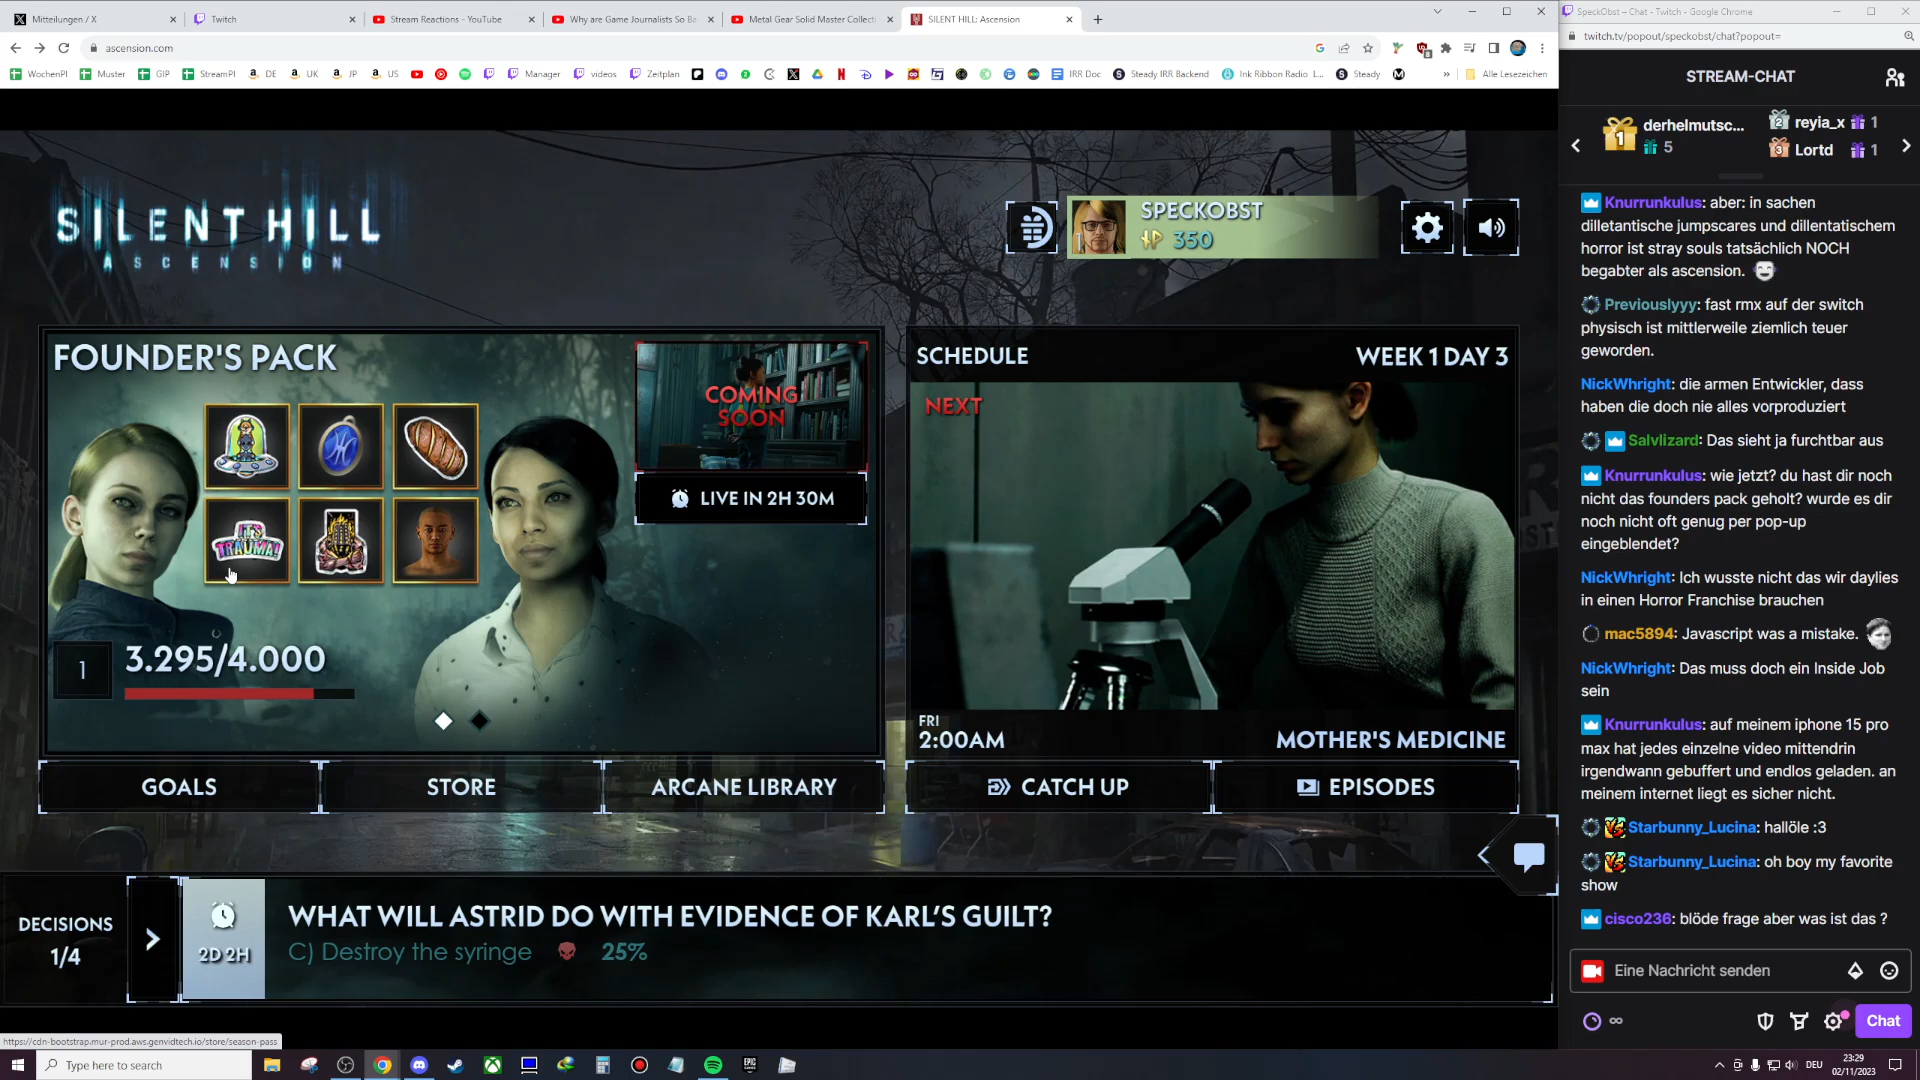 Mitteilungen / X
Twitch
Stream Reactions - YouTube
Why are Game Journalists So Ba
Metal Gear Solid Master Collecti
SILENT HILL: Ascension
ascension.com
WochenPl
Muster
GIP
StreamPl
DE
UK
JP
US
Manager
videos
Zeitplan
IRR Doc
Steady IRR Backend
Ink Ribbon Radio I...
Steady
Alle Lesezeichen
SILENT HILL
ASCENSION
SPECKOBST
350
FOUNDER'S PACK
COMING
SOON
LIVE IN 2H 30M
IT'S
TRAUMA!
1
3.295/4.000
GOALS
STORE
ARCANE LIBRARY
SCHEDULE
WEEK 1 DAY 3
NEXT
FRI
2:00AM
MOTHER'S MEDICINE
CATCH UP
EPISODES
DECISIONS
1/4
2D 2H
WHAT WILL ASTRID DO WITH EVIDENCE OF KARL'S GUILT?
C) Destroy the syringe 25%
https://cdn-bootstrap.mur-prod.aws.genvidtech.io/store/season-pass
Type here to search
DEU
23:29
02/11/2023
SpeckObst – Chat - Twitch - Google Chrome
twitch.tv/popout/speckobst/chat?popout=
STREAM-CHAT
1
derhelmutsc...
5
2
reyia_x 1
3
Lortd 1
Knurrunkulus: aber: in sachen
dilletantische jumpscares und dillentatischem
horror ist stray souls tatsächlich NOCH
begabter als ascension.
Previouslyyy: fast rmx auf der switch
physisch ist mittlerweile ziemlich teuer
geworden.
NickWhright: die armen Entwickler, dass
haben die doch nie alles vorproduziert
Salvlizard: Das sieht ja furchtbar aus
Knurrunkulus: wie jetzt? du hast dir noch
nicht das founders pack geholt? wurde es dir
noch nicht oft genug per pop-up
eingeblendet?
NickWhright: Ich wusste nicht das wir daylies
in einen Horror Franchise brauchen
mac5894: Javascript was a mistake.
NickWhright: Das muss doch ein Inside Job
sein
Knurrunkulus: auf meinem iphone 15 pro
max hat jedes einzelne video mittendrin
irgendwann gebuffert und endlos geladen. an
meinem internet liegt es sicher nicht.
Starbunny_Lucina: hallöle :3
Starbunny_Lucina: oh boy my favorite
show
cisco236: blöde frage aber was ist das ?
Eine Nachricht senden
Chat